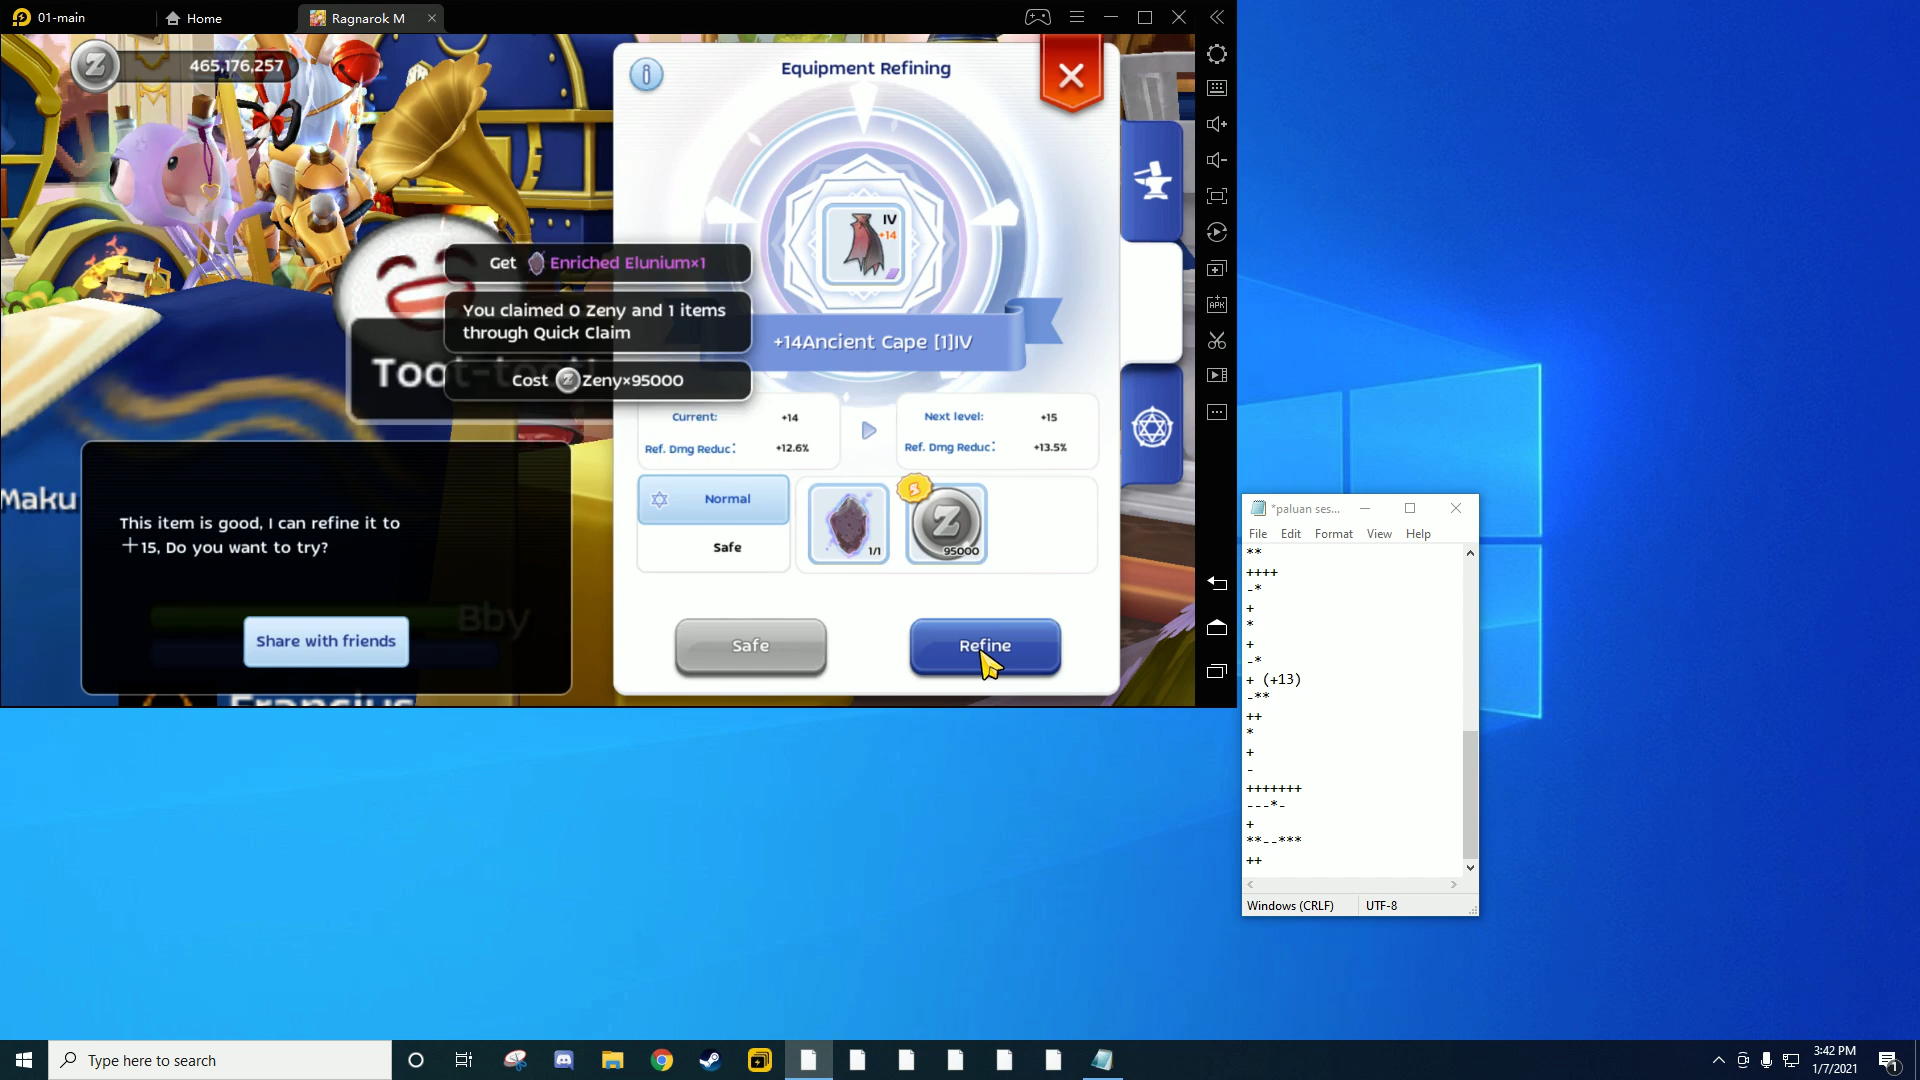 01-main
Home
Ragnarok M
465,176,257
Equipment Refining
IV
+14
Get Enriched Elunium×1
You claimed 0 Zeny and 1 items
through Quick Claim
Cost Zeny×95000
+14Ancient Cape [1]IV
Current: +14
Ref. Dmg Reduc: +12.6%
Next level: +15
Ref. Dmg Reduc: +13.5%
Normal
Safe
1/1
95000
Maku
This item is good, I can refine it to
+15, Do you want to try?
Bby
Share with friends
Safe
Refine
Francius
APK
*paluan ses...
File Edit Format View Help
**
++++
-*
+
*
+
-*
+ (+13)
-**
++
*
+
-
+++++++
---*-
+
**--***
++
Windows (CRLF)
UTF-8
Type here to search
3:42 PM
1/7/2021
1